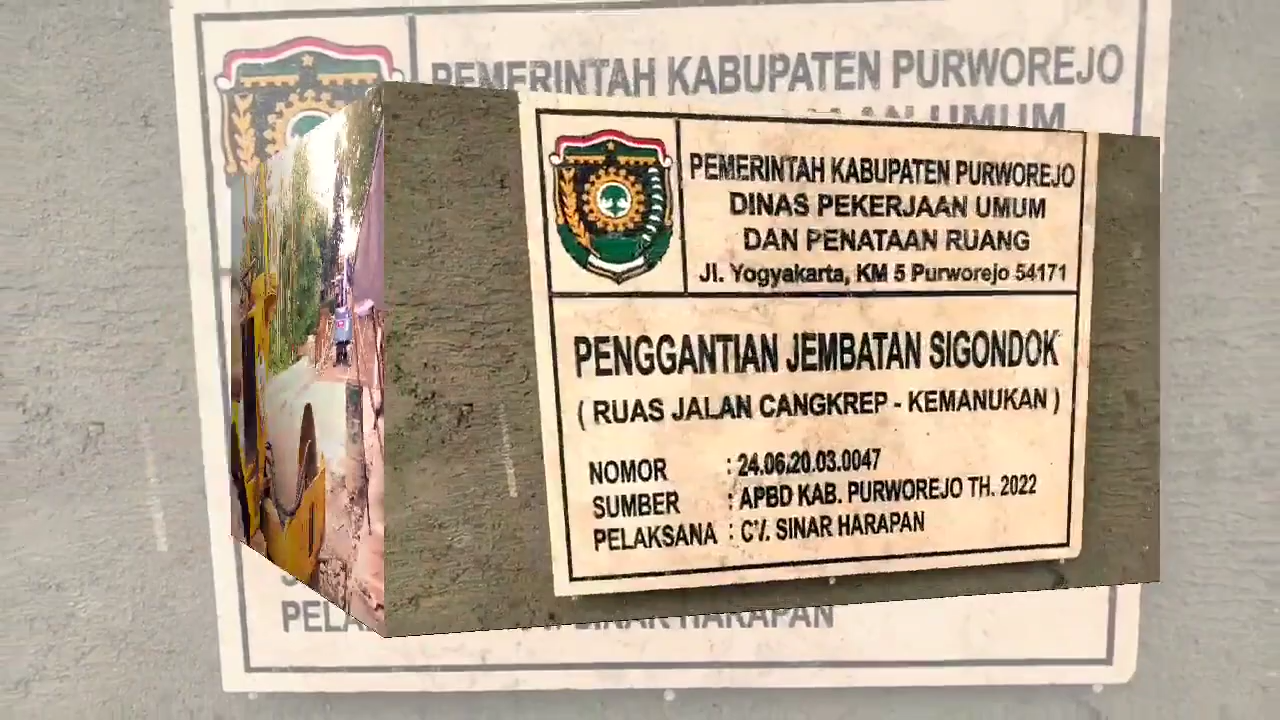 PEMERINTAH KABUPATEN PURWOREJO
PEMERINTAH KABUPATEN PURWOREJO
DINAS PEKERJAAN UMUM
DAN PENATAAN RUANG
Jl. Yogyakarta, KM 5 Purworejo 54171
PENGGANTIAN JEMBATAN SIGONDOK
( RUAS JALAN CANGKREP - KEMANUKAN )
NOMOR : 24.06.20.03.0047
SUMBER : APBD KAB. PURWOREJO TH. 2022
PELAKSANA : CV. SINAR HARAPAN
HARAPAN